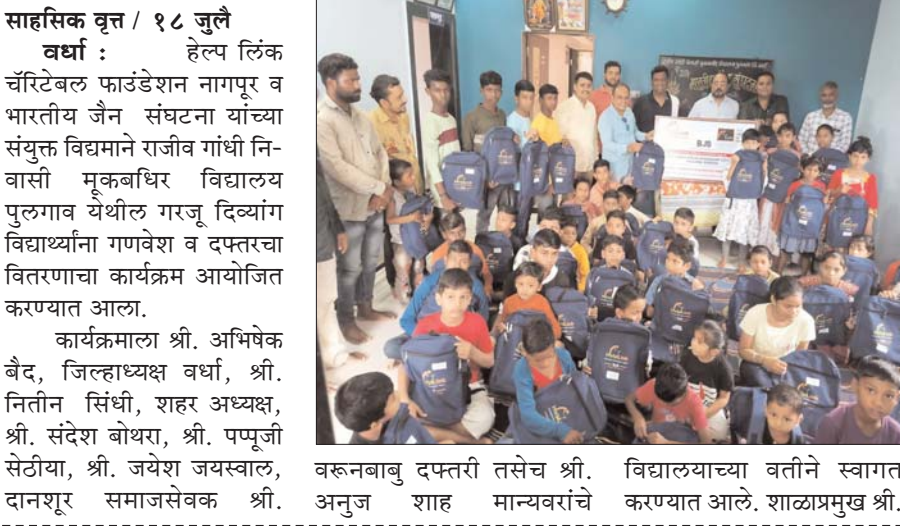 साहसिक वृत्त / १८ जुलै
वर्धा : हेल्प लिंक
चॅरिटेबल फाउंडेशन नागपूर व
भारतीय जैन संघटना यांच्या
संयुक्त विद्यमाने राजीव गांधी नि-
वासी मूकबधिर विद्यालय
पुलगाव येथील गरजू दिव्यांग
विद्यार्थ्यांना गणवेश व दफ्तरचा
वितरणाचा कार्यक्रम आयोजित
करण्यात आला.
कार्यक्रमाला श्री. अभिषेक
बैद, जिल्हाध्यक्ष वर्धा, श्री.
नितीन सिंधी, शहर अध्यक्ष,
श्री. संदेश बोथरा, श्री. पप्पूजी
सेठीया, श्री. जयेश जयस्वाल,
दानशूर समाजसेवक श्री.
BJS
वरूनबाबु दफ्तरी तसेच श्री.
अनुज शाह मान्यवरांचे
विद्यालयाच्या वतीने स्वागत
करण्यात आले. शाळाप्रमुख श्री.